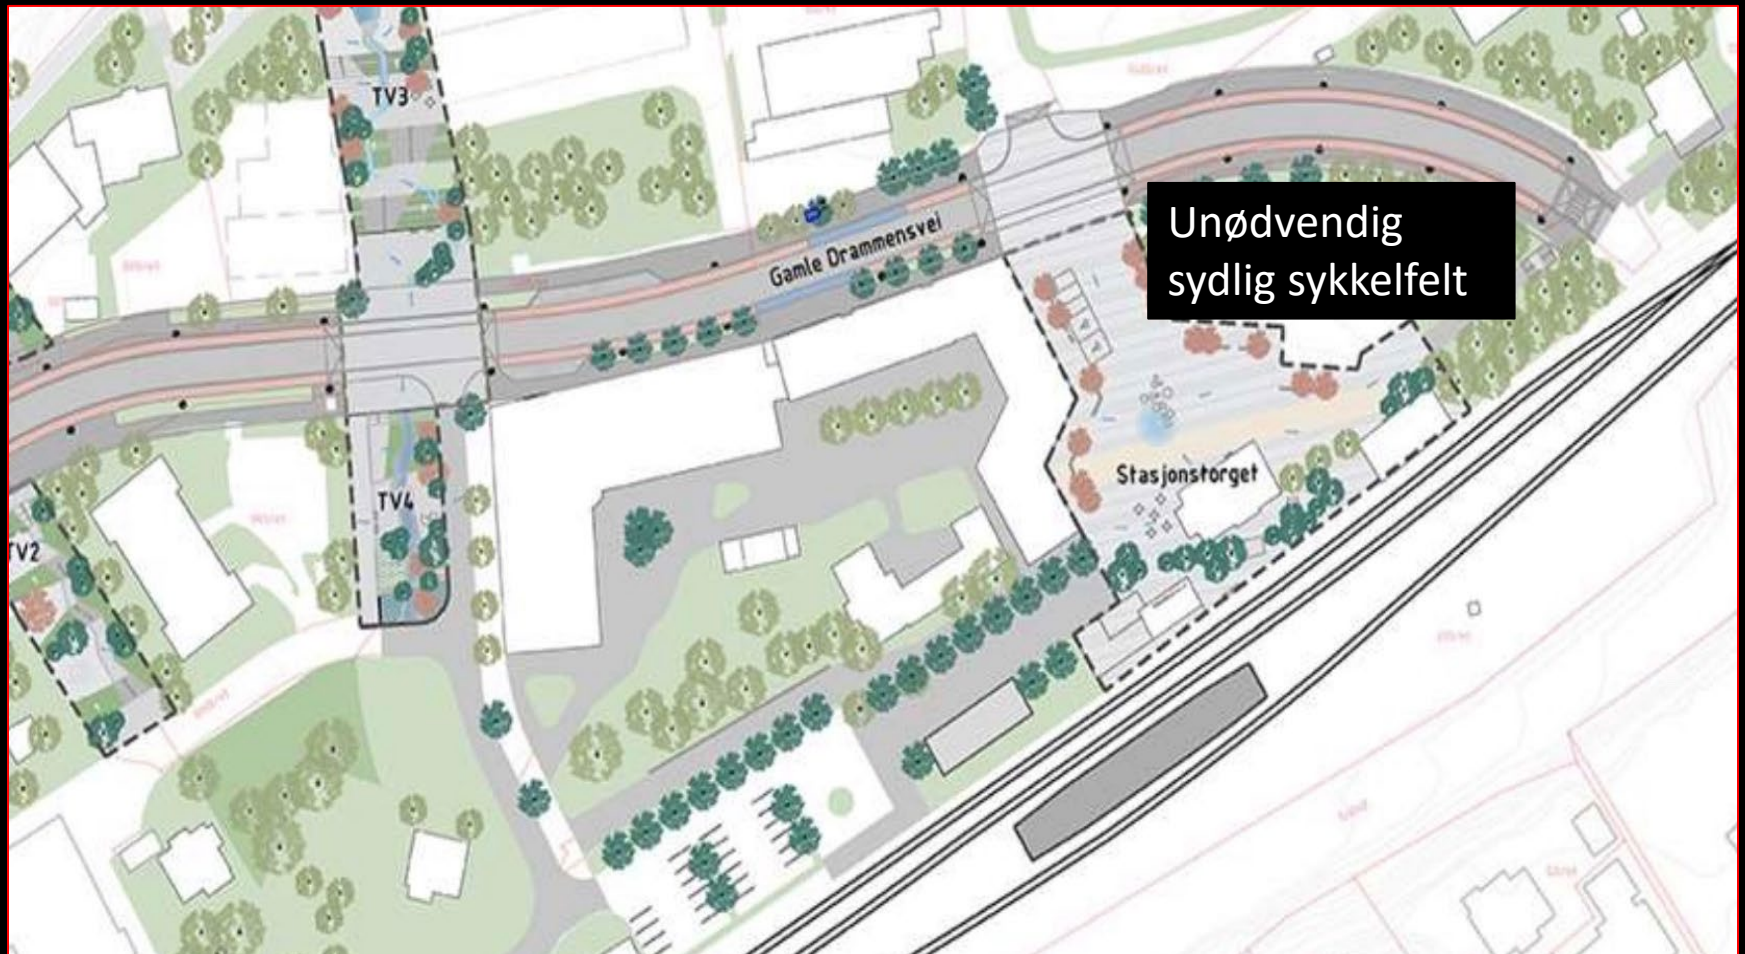 TV3
Gamle Drammensvei
Unødvendig
sydlig sykkelfelt
Stasjonstorget
TV4
TV2